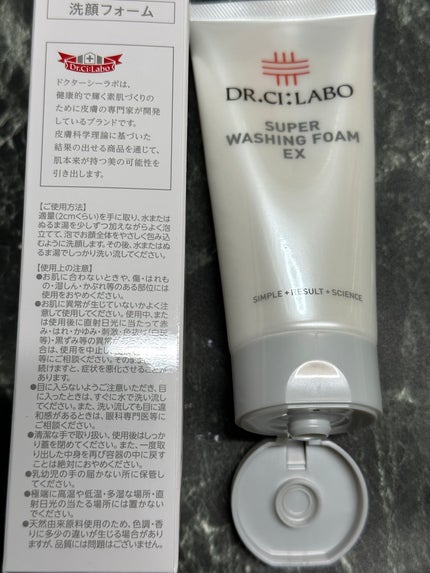 洗顔フォーム
Dr.Ci:Labo
ドクターシーラボは、
健康的で輝く素肌づくりの
ために皮膚の専門家が開発
しているブランドです。
皮膚科学理論に基づいた
結果の出せる商品を通じて、
肌本来が持つ美の可能性を
引き出します。
【ご使用方法】
適量(2cmくらい)を手に取り、水または
ぬるま湯を少しずつ加えながらよく泡
立てて、泡でお顔全体をやさしく包み込
むように洗顔します。その後、水またはぬ
るま湯でしっかり洗い流してください。
【使用上の注意】
●お肌に合わないときや、傷・はれも
の・湿しん・かぶれ等のある部位には
使用をおやめください。
●お肌に異常が生じていないかよく注
意して使用してください。使用中、また
は使用後に直射日光に当たって赤
み・はれ・かゆみ・刺激・色抜け(白斑
等)・黒ずみ等の異常
合は、使用を中止し
等にご相談ください。そのまま
続けますと、症状を悪化させること
があります。
●目に入らないようご注意いただき、目
に入ったときは、すぐに水で洗い流し
てください。また、洗い流しても目に違
和感があるときは、眼科専門医等に
ご相談ください。
●清潔な手で取り扱い、使用後はしっか
り蓋を閉めてください。また、一度取
り出した中身を再び容器の中に戻す
ことは絶対におやめください。
●乳幼児の手の届かない所に保管し
てください。
●極端に高温や低温・多湿な場所・直
射日光の当たる場所には置かない
でください。
●天然由来原料使用のため、色調・香
りに多少の違いが生じる場合があり
ますが、品質には問題はございません。
DR.CI:LABO
SUPER
WASHING FOAM
EX
SIMPLE+RESULT+SCIENCE